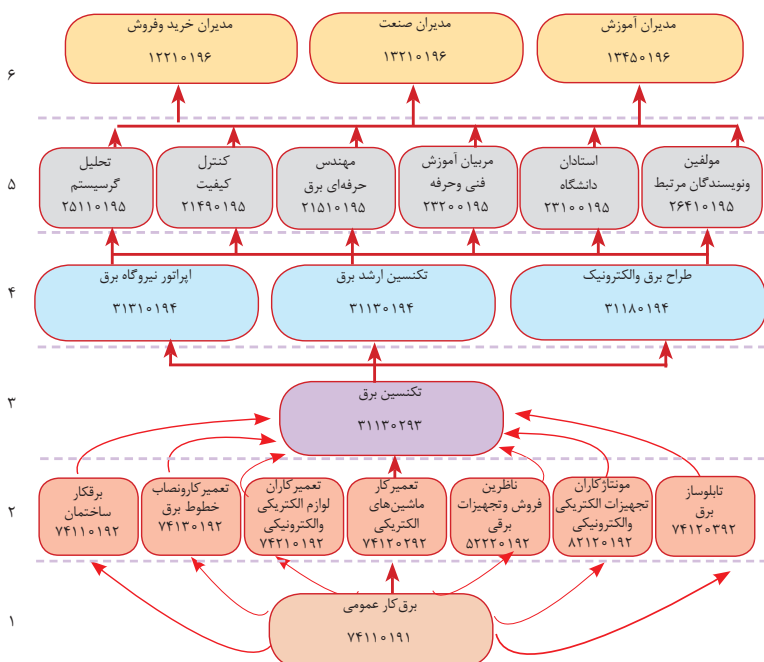 ۶
مدیران آموزش
۱۳۴۵۰۱۹۶
مدیران صنعت
۱۳۲۱۰۱۹۶
مدیران خرید وفروش
۱۲۲۱۰۱۹۶
۵
مولفین
ونویسندگان مرتبط
۲۶۴۱۰۱۹۵
استادان
دانشگاه
۲۳۱۰۰۱۹۵
مربیان آموزش
فنی وحرفه
۲۳۲۰۰۱۹۵
مهندس
حرفه‌ای برق
۲۱۵۱۰۱۹۵
کنترل
کیفیت
۲۱۴۹۰۱۹۵
تحلیل
گرسیستم
۲۵۱۱۰۱۹۵
۴
طراح برق والکترونیک
۳۱۱۸۰۱۹۴
تکنسین ارشد برق
۳۱۱۳۰۱۹۴
اپراتور نیروگاه برق
۳۱۳۱۰۱۹۴
۳
تکنسین برق
۳۱۱۳۰۲۹۳
۲
تابلوساز
برق
۷۴۱۲۰۳۹۲
مونتاژکاران
تجهیزات الکتریکی
والکترونیکی
۸۲۱۲۰۱۹۲
ناظرین
فروش وتجهیزات
برقی
۵۲۲۲۰۱۹۲
تعمیرکار
ماشین‌های
الکتریکی
۷۴۱۲۰۲۹۲
تعمیرکاران
لوازم الکتریکی
والکترونیکی
۷۴۲۱۰۱۹۲
تعمیرکارونصاب
خطوط برق
۷۴۱۳۰۱۹۲
برقکار
ساختمان
۷۴۱۱۰۱۹۲
۱
برق‌کار عمومی
۷۴۱۱۰۱۹۱